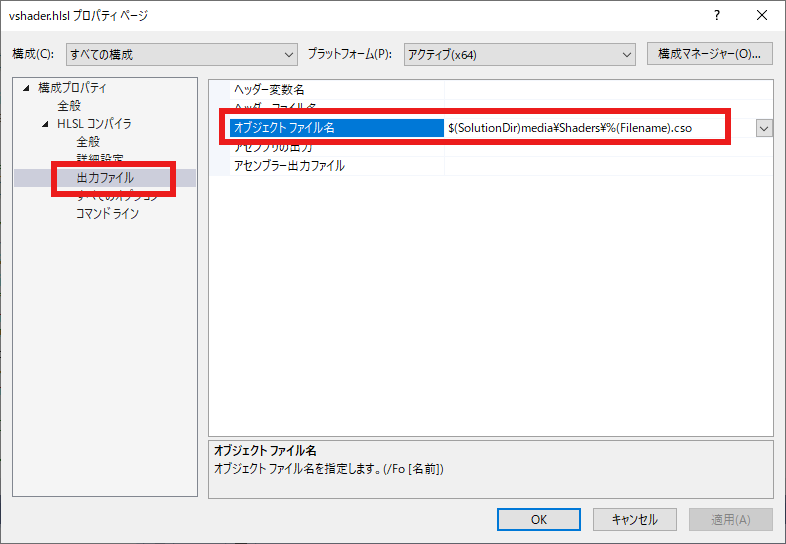 vshader.hlsl プロパティ ページ
構成(C):
すべての構成
プラットフォーム(P):
アクティブ(x64)
構成マネージャー(O)...
構成プロパティ
全般
HLSL コンパイラ
全般
詳細設定
出力ファイル
すべてのオプション
コマンド ライン
ヘッダー変数名
ヘッダー ファイル名
オブジェクト ファイル名
$(SolutionDir)media¥Shaders¥%(Filename).cso
アセンブラの出力
アセンブラー出力ファイル
オブジェクト ファイル名
オブジェクト ファイル名を指定します。(/Fo [名前])
OK
キャンセル
適用(A)